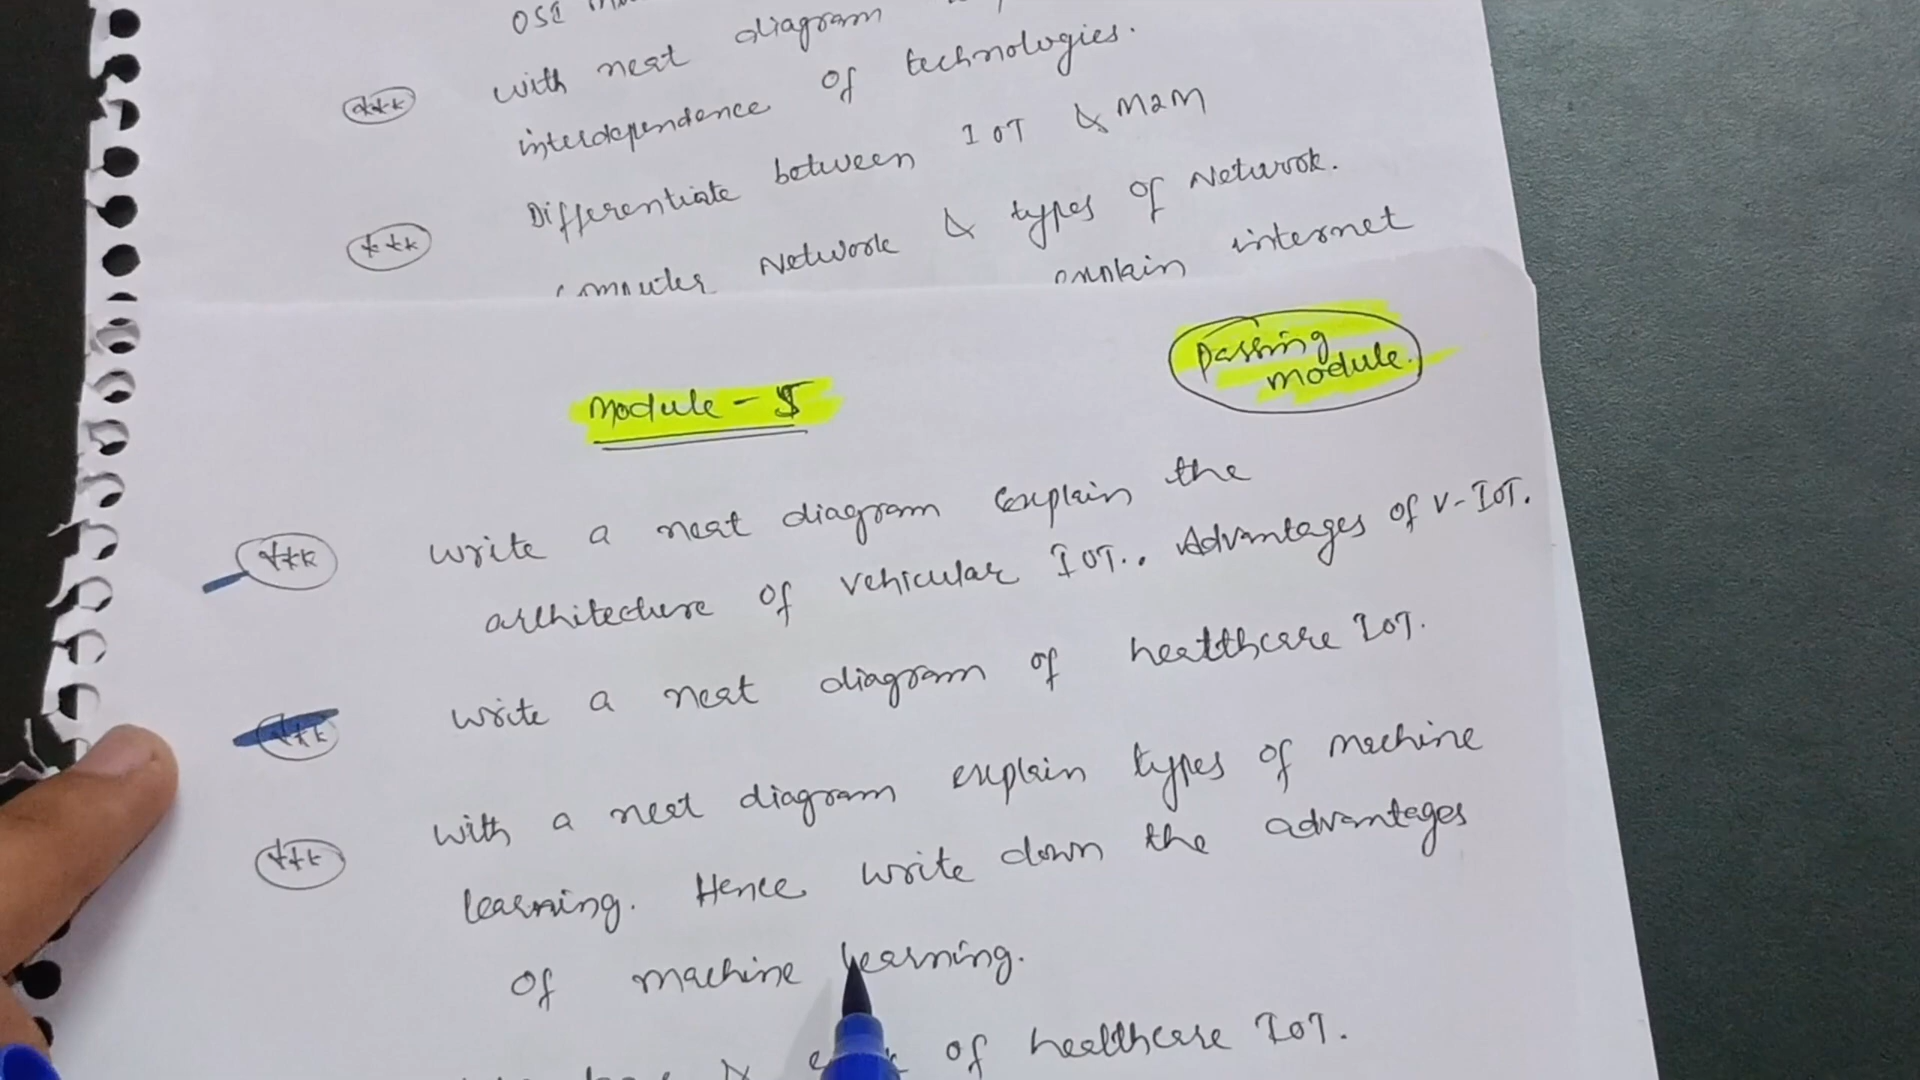 OSI
*** with neat diagram
interdependence of technologies.
Differentiate between IOT & M2M
*** computer Network & types of Network.
explain internet
passing
module.
Module - 5
*** write a neat diagram explain the
architecture of vehicular IOT.. Advantages of V-IOT.
*** write a neat diagram of healthcare IOT.
*** with a neat diagram explain types of machine
learning. Hence write down the advantages
of machine learning.
& of healthcare IOT.